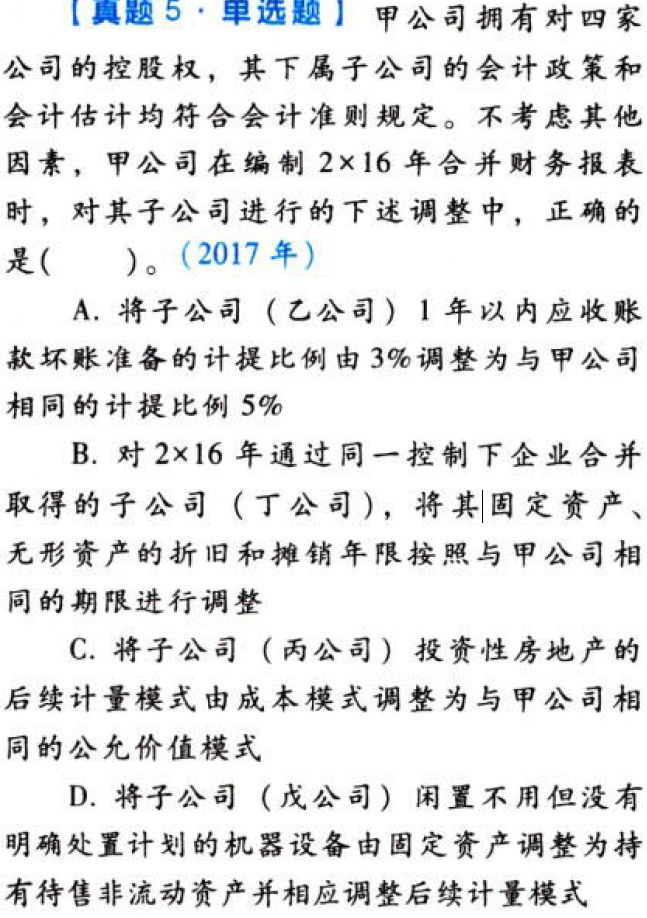 【真题5·单选题】 甲公司拥有对四家
公司的控股权，其下属子公司的会计政策和
会计估计均符合会计准则规定。不考虑其他
因素，甲公司在编制2×16年合并财务报表
时，对其子公司进行的下述调整中，正确的
是(　　)。(2017年)
A. 将子公司（乙公司）1年以内应收账
款坏账准备的计提比例由3%调整为与甲公司
相同的计提比例5%
B. 对2×16年通过同一控制下企业合并
取得的子公司（丁公司），将其固定资产、
无形资产的折旧和摊销年限按照与甲公司相
同的期限进行调整
C. 将子公司（丙公司）投资性房地产的
后续计量模式由成本模式调整为与甲公司相
同的公允价值模式
D. 将子公司（戊公司）闲置不用但没有
明确处置计划的机器设备由固定资产调整为持
有待售非流动资产并相应调整后续计量模式